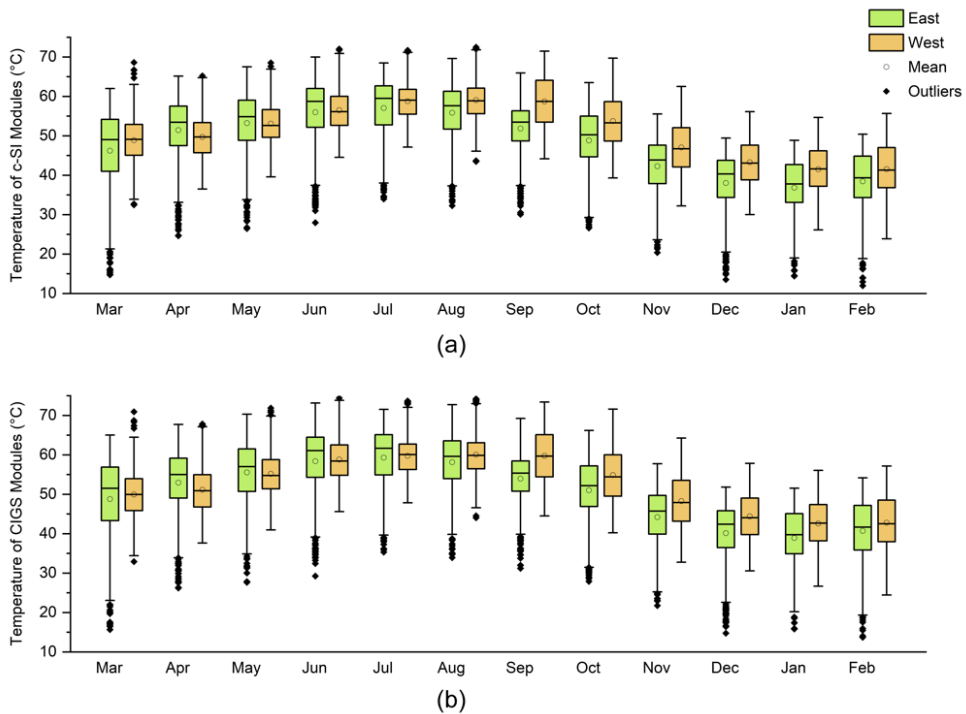 East
West
Mean
Outliers
Temperature of c-SI Modules (°C)
70
60
50
40
30
20
10
Mar Apr May Jun Jul Aug Sep Oct Nov Dec Jan Feb
(a)
Temperature of CIGS Modules (°C)
70
60
50
40
30
20
10
Mar Apr May Jun Jul Aug Sep Oct Nov Dec Jan Feb
(b)